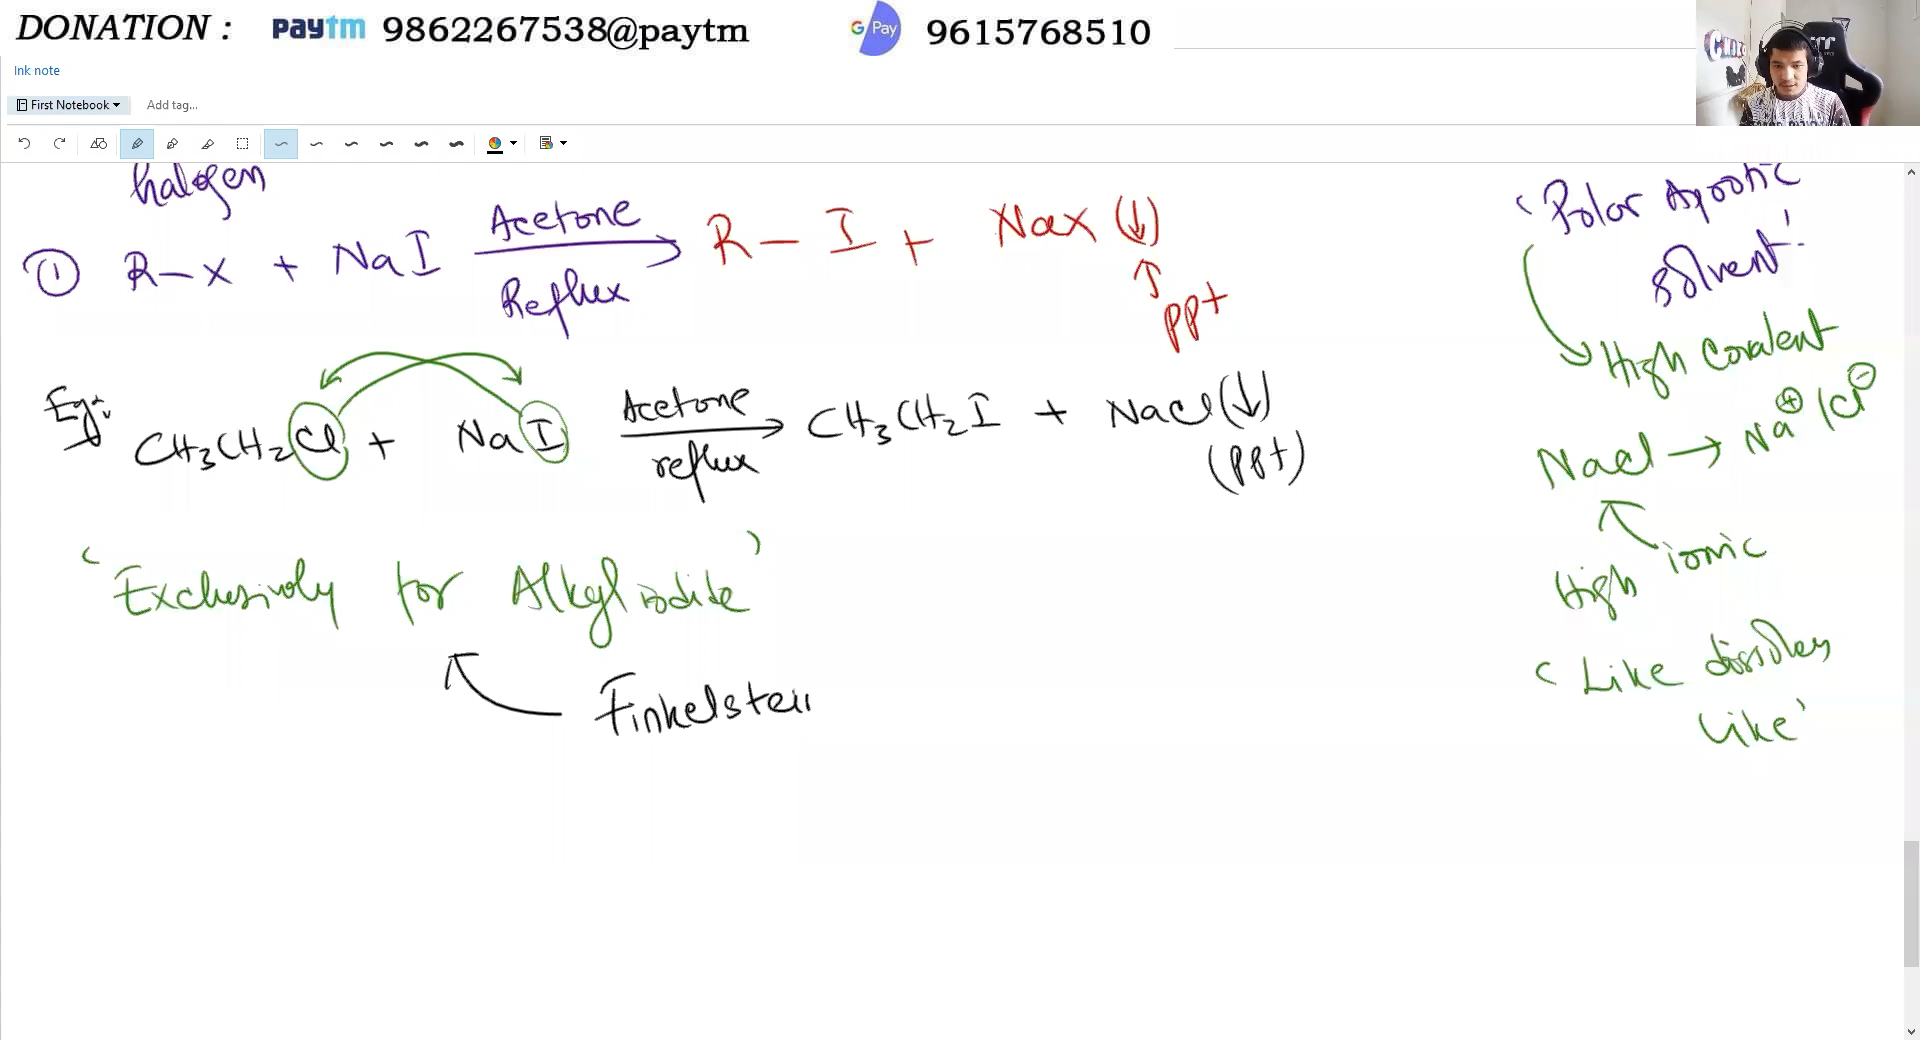 DONATION : paytm 9862267538@paytm G Pay 9615768510
Ink note
First Notebook Add tag...
halogen
① R-X + NaI Acetone Reflux R-I + NaX (↓)
↑
ppt
Eg:- CH3CH2Cl + NaI Acetone reflux CH3CH2I + NaCl(↓)
(ppt)
'Exclusively for Alkyl iodide'
Finkelstein
'Polar Aprotic
solvent'
High Covalent
NaCl → Na⊕ / Cl⊖
High ionic
'Like dissolves
like'